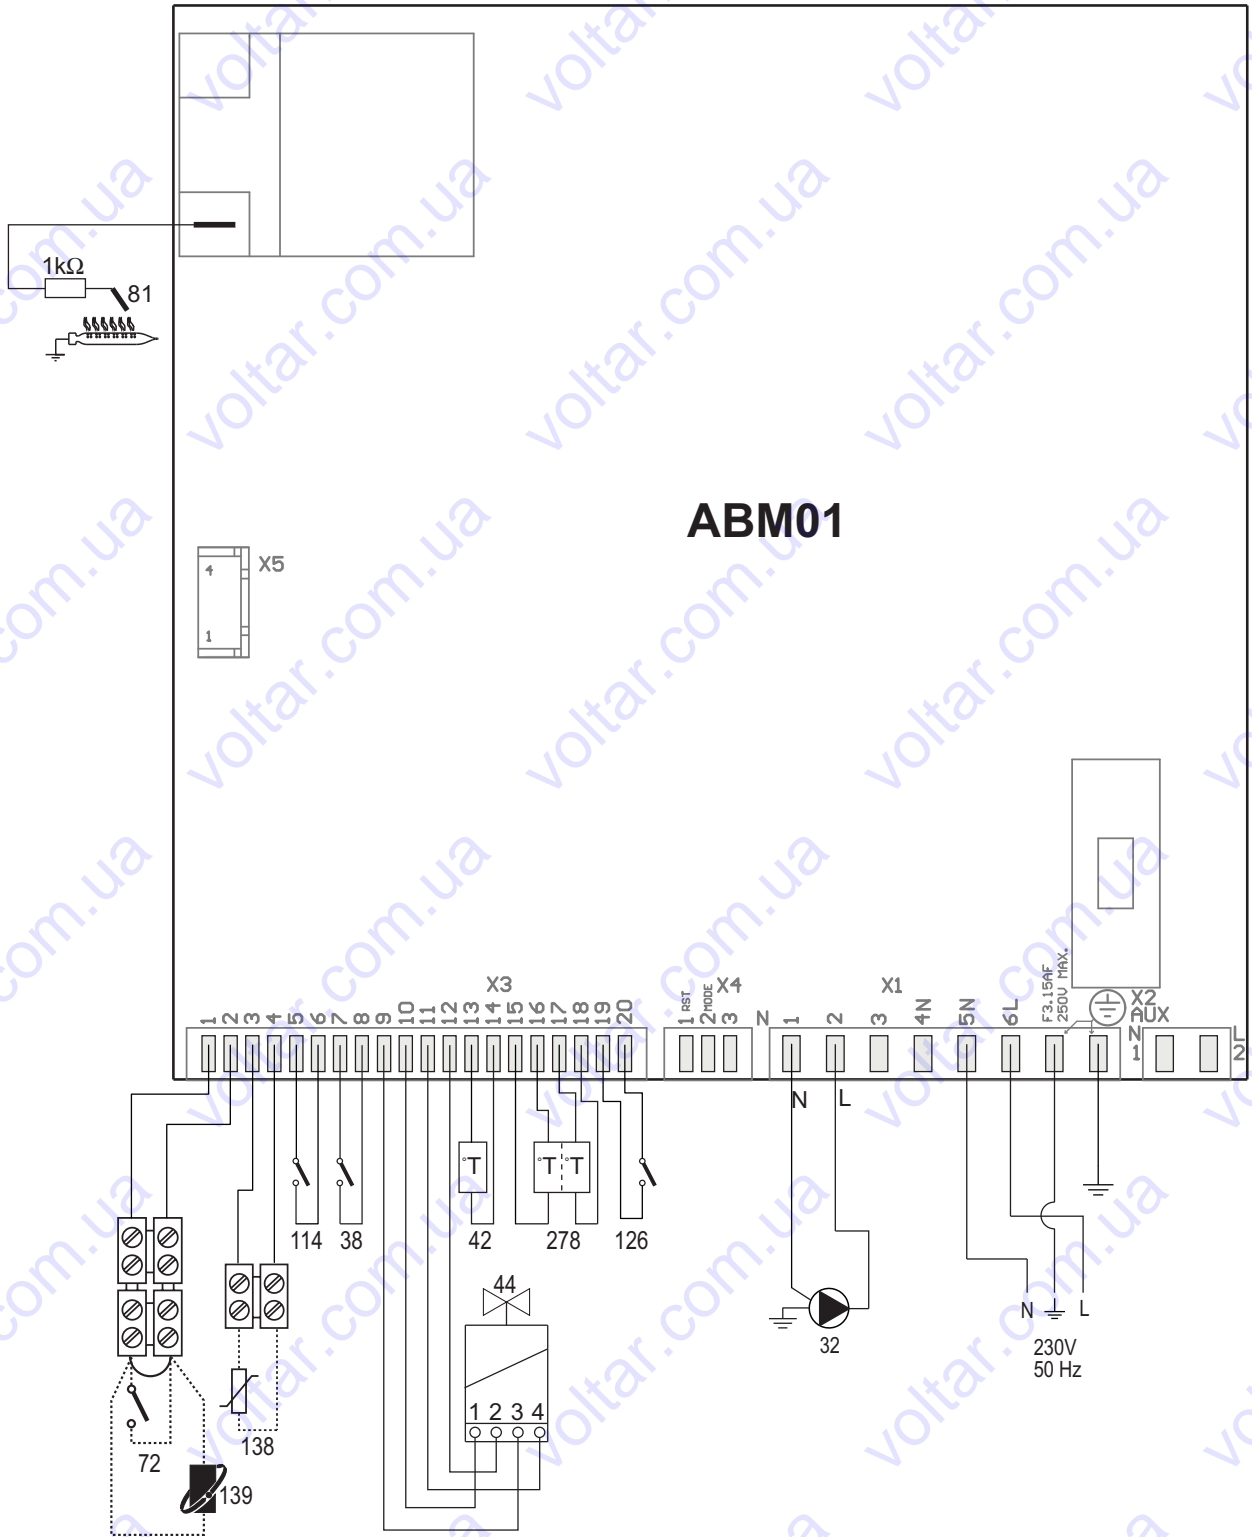 1kΩ
81
ABM01
4
X5
1
X3
1
2
3
4
5
6
7
8
9
10
11
12
13
14
15
16
17
18
19
20
X4
1 RST
2 MODE
3
X1
N
1
2
3
4N
5N
6L
F3.15AF
250V MAX.
X2
AUX
N
1
L
2
N
L
°T
°T
°T
114
38
42
278
126
44
1 2 3 4
72
138
139
32
N
L
230V
50 Hz
voltar.com.ua